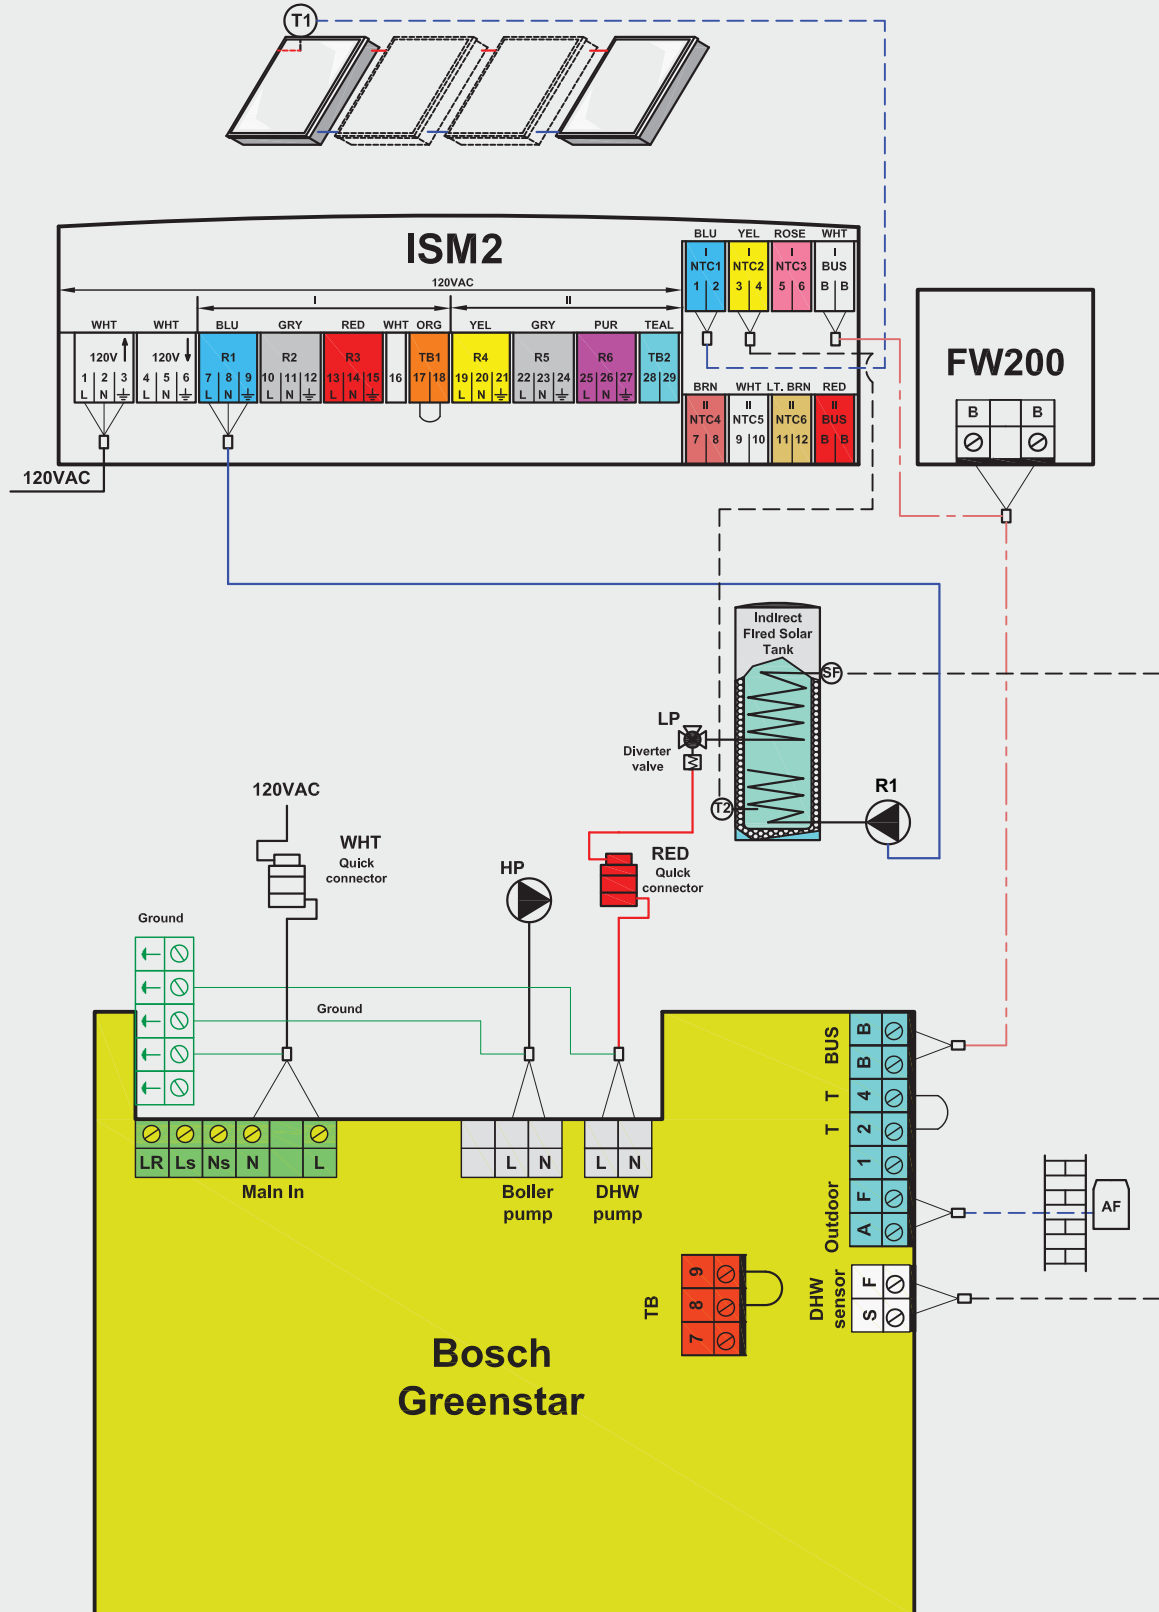 T1
ISM2
120VAC
I
II
WHT WHT BLU GRY RED WHT ORG YEL GRY PUR TEAL
120V 120V R1 R2 R3 TB1 R4 R5 R6 TB2
1 2 3 4 5 6 7 8 9 10 11 12 13 14 15 16 17 18 19 20 21 22 23 24 25 26 27 28 29
L N L N L N L N L N L N L N L N
BLU YEL ROSE WHT
I I I I
NTC1 NTC2 NTC3 BUS
1 2 3 4 5 6 B B
BRN WHT LT. BRN RED
II II II II
NTC4 NTC5 NTC6 BUS
7 8 9 10 11 12 B B
120VAC
FW200
B B
Indirect
Fired Solar
Tank
SF
LP
Diverter
valve
T2
R1
120VAC
WHT
Quick
connector
HP
RED
Quick
connector
Ground
Ground
LR Ls Ns N L
Main In
L N
Boiler
pump
L N
DHW
pump
BUS
B
B
T
4
T
2
1
Outdoor
F
A
AF
DHW
sensor
F
S
TB
9
8
7
Bosch
Greenstar